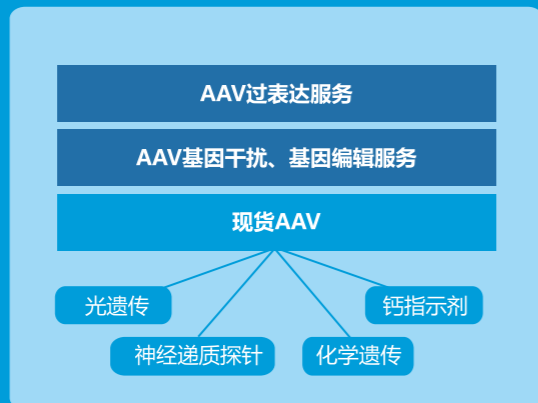 AAV过表达服务
AAV基因干扰、基因编辑服务
现货AAV
光遗传
钙指示剂
神经递质探针
化学遗传